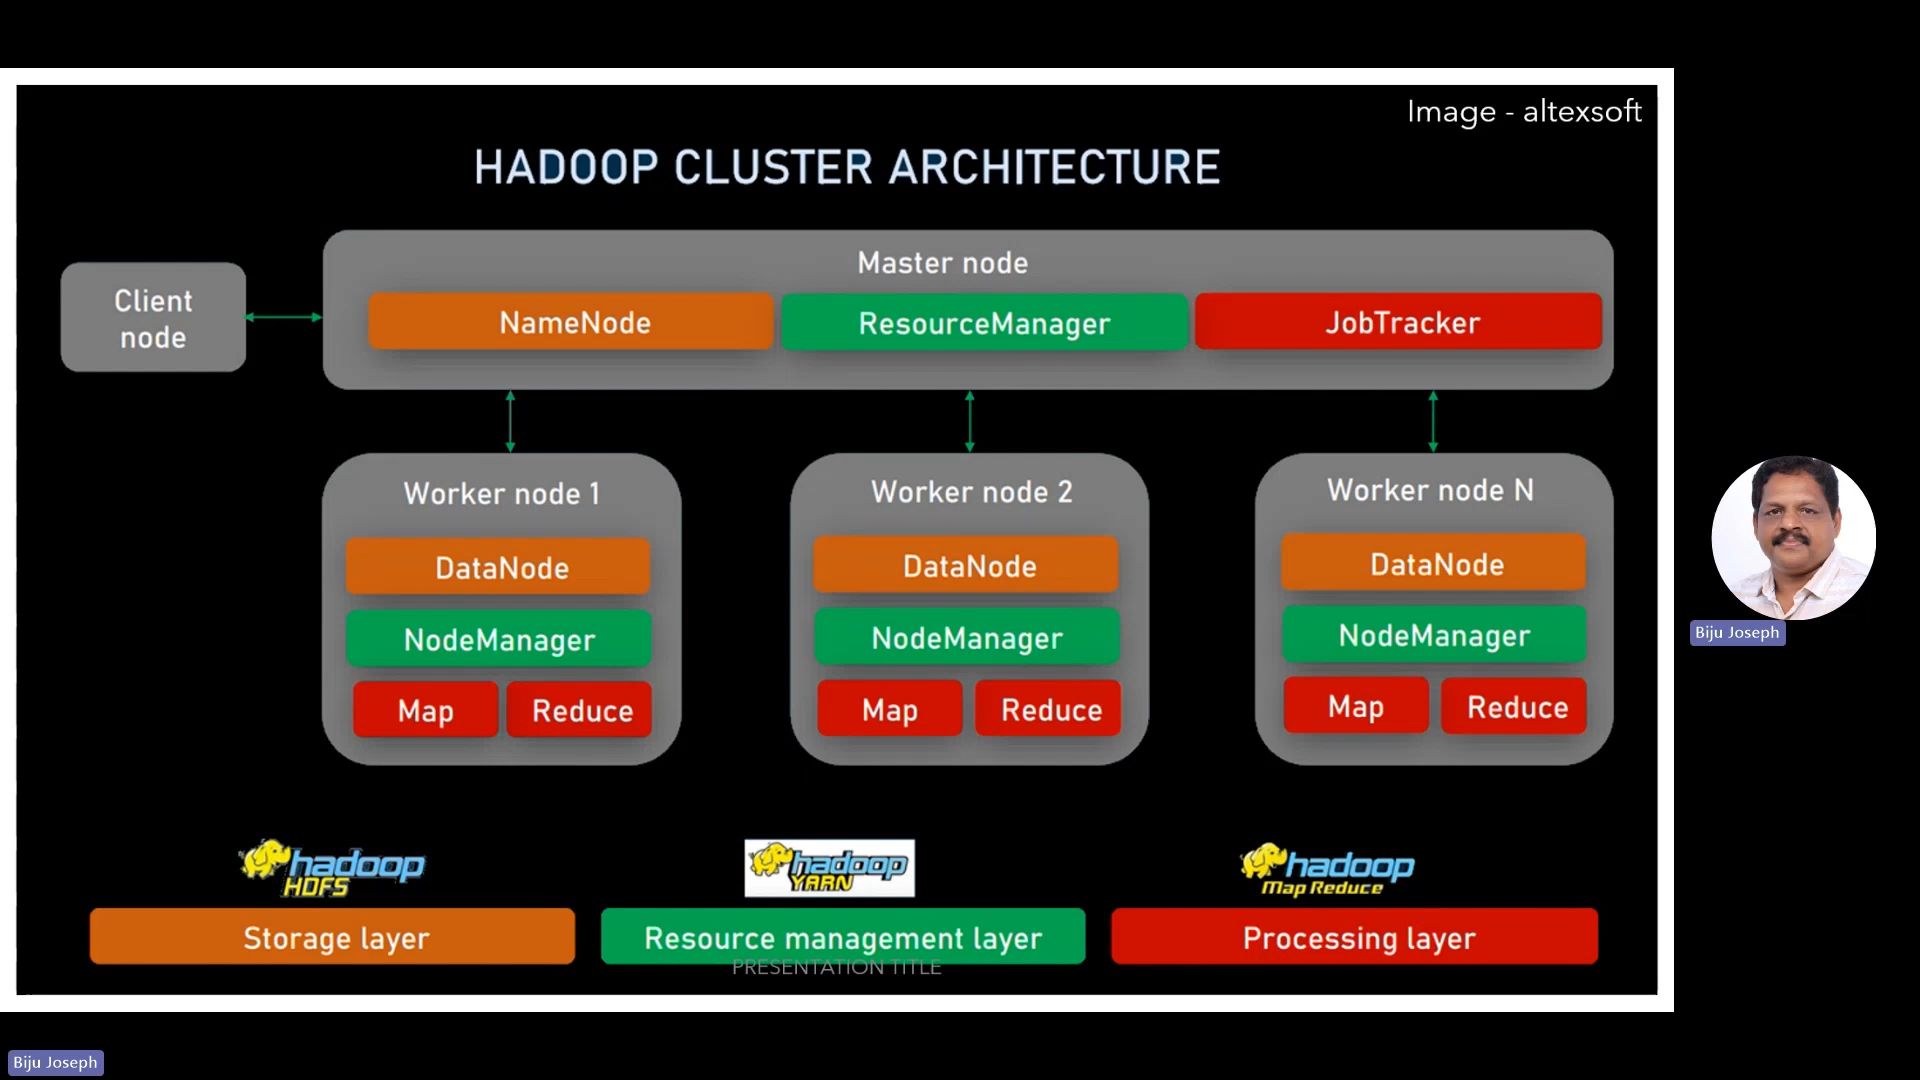 Image - altexsoft
HADOOP CLUSTER ARCHITECTURE
Client
node
Master node
NameNode
ResourceManager
JobTracker
Worker node 1
DataNode
NodeManager
Map
Reduce
Worker node 2
DataNode
NodeManager
Map
Reduce
Worker node N
DataNode
NodeManager
Map
Reduce
hadoop
HDFS
hadoop
YARN
hadoop
Map Reduce
Storage layer
Resource management layer
Processing layer
PRESENTATION TITLE
Biju Joseph
Biju Joseph